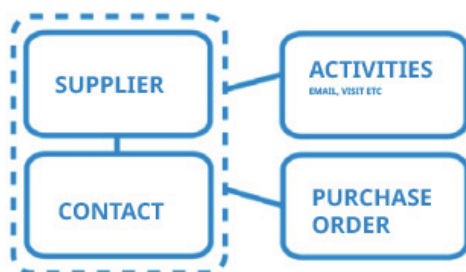 SUPPLIER
CONTACT
ACTIVITIES
EMAIL, VISIT ETC
PURCHASE
ORDER